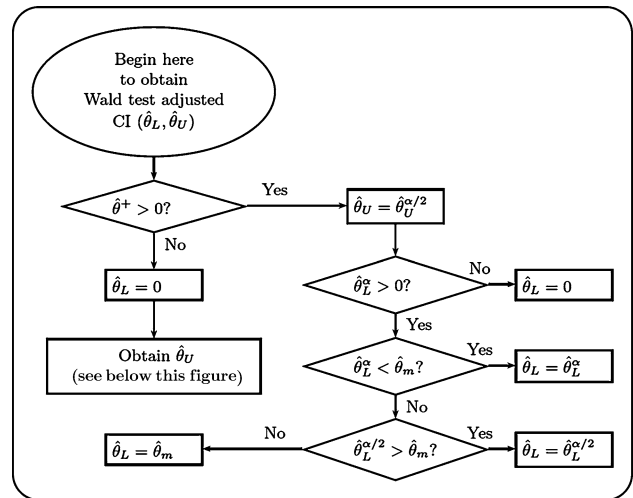 Begin here
to obtain
Wald test adjusted
CI (θ̂_L, θ̂_U)
θ̂⁺ > 0?
Yes
θ̂_U = θ̂_U^{α/2}
No
θ̂_L = 0
θ̂_L^α > 0?
No
θ̂_L = 0
Yes
Obtain θ̂_U
(see below this figure)
θ̂_L^α < θ̂_m?
Yes
θ̂_L = θ̂_L^α
No
θ̂_L^{α/2} > θ̂_m?
No
θ̂_L = θ̂_m
Yes
θ̂_L = θ̂_L^{α/2}